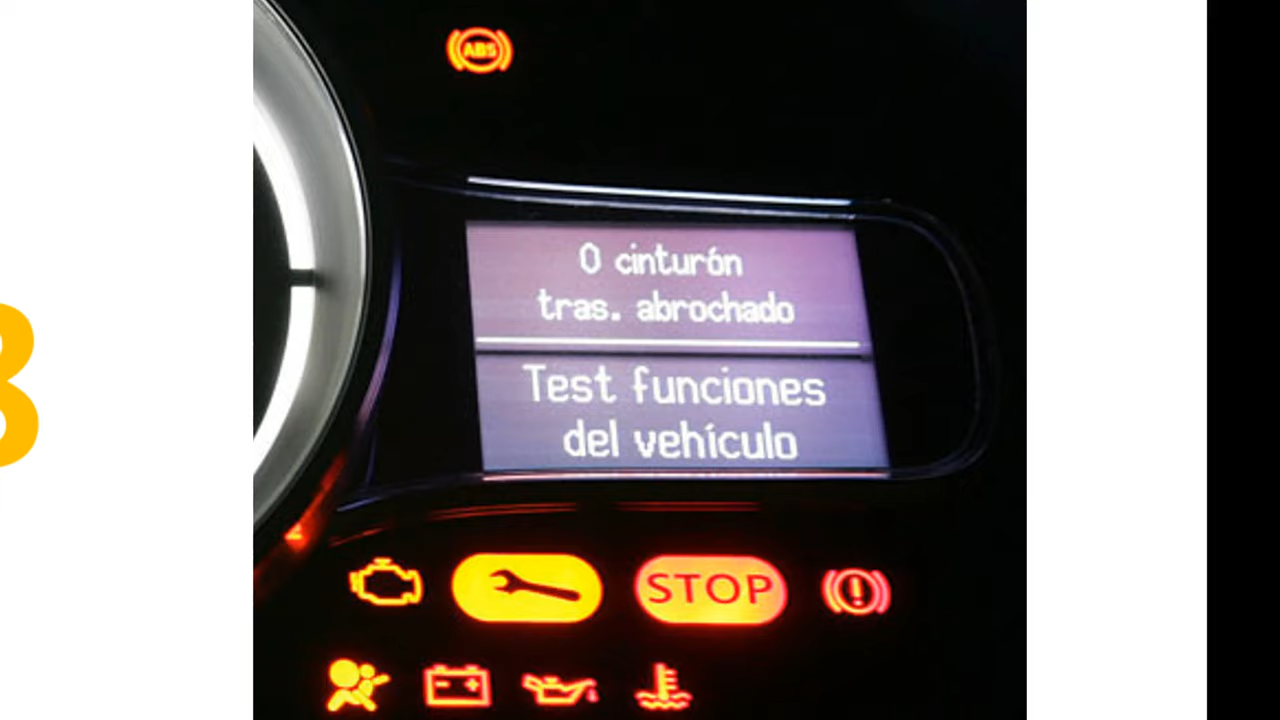 ABS
0 cinturón
tras. abrochado
Test funciones
del vehículo
STOP